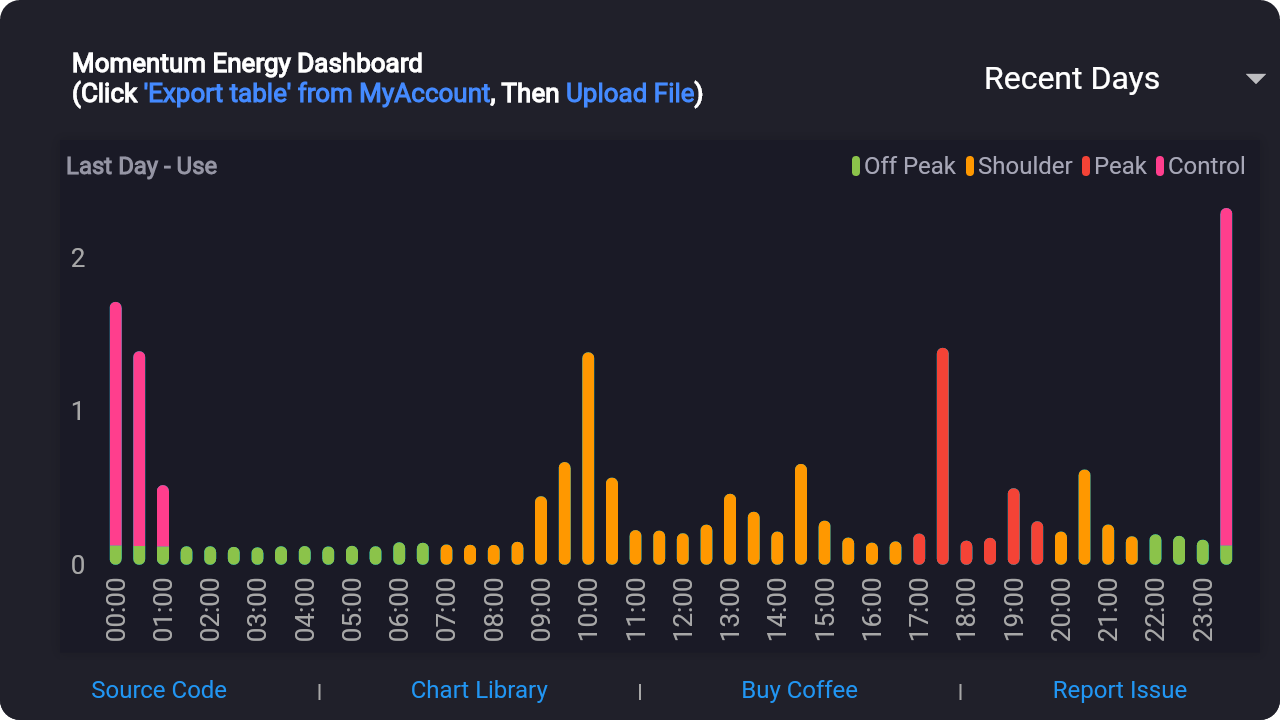 Momentum Energy Dashboard
(Click 'Export table' from MyAccount, Then Upload File)
Recent Days
Last Day - Use
Off Peak Shoulder Peak Control
2
1
0
00:00 01:00 02:00 03:00 04:00 05:00 06:00 07:00 08:00 09:00 10:00 11:00 12:00 13:00 14:00 15:00 16:00 17:00 18:00 19:00 20:00 21:00 22:00 23:00
Source Code | Chart Library | Buy Coffee | Report Issue